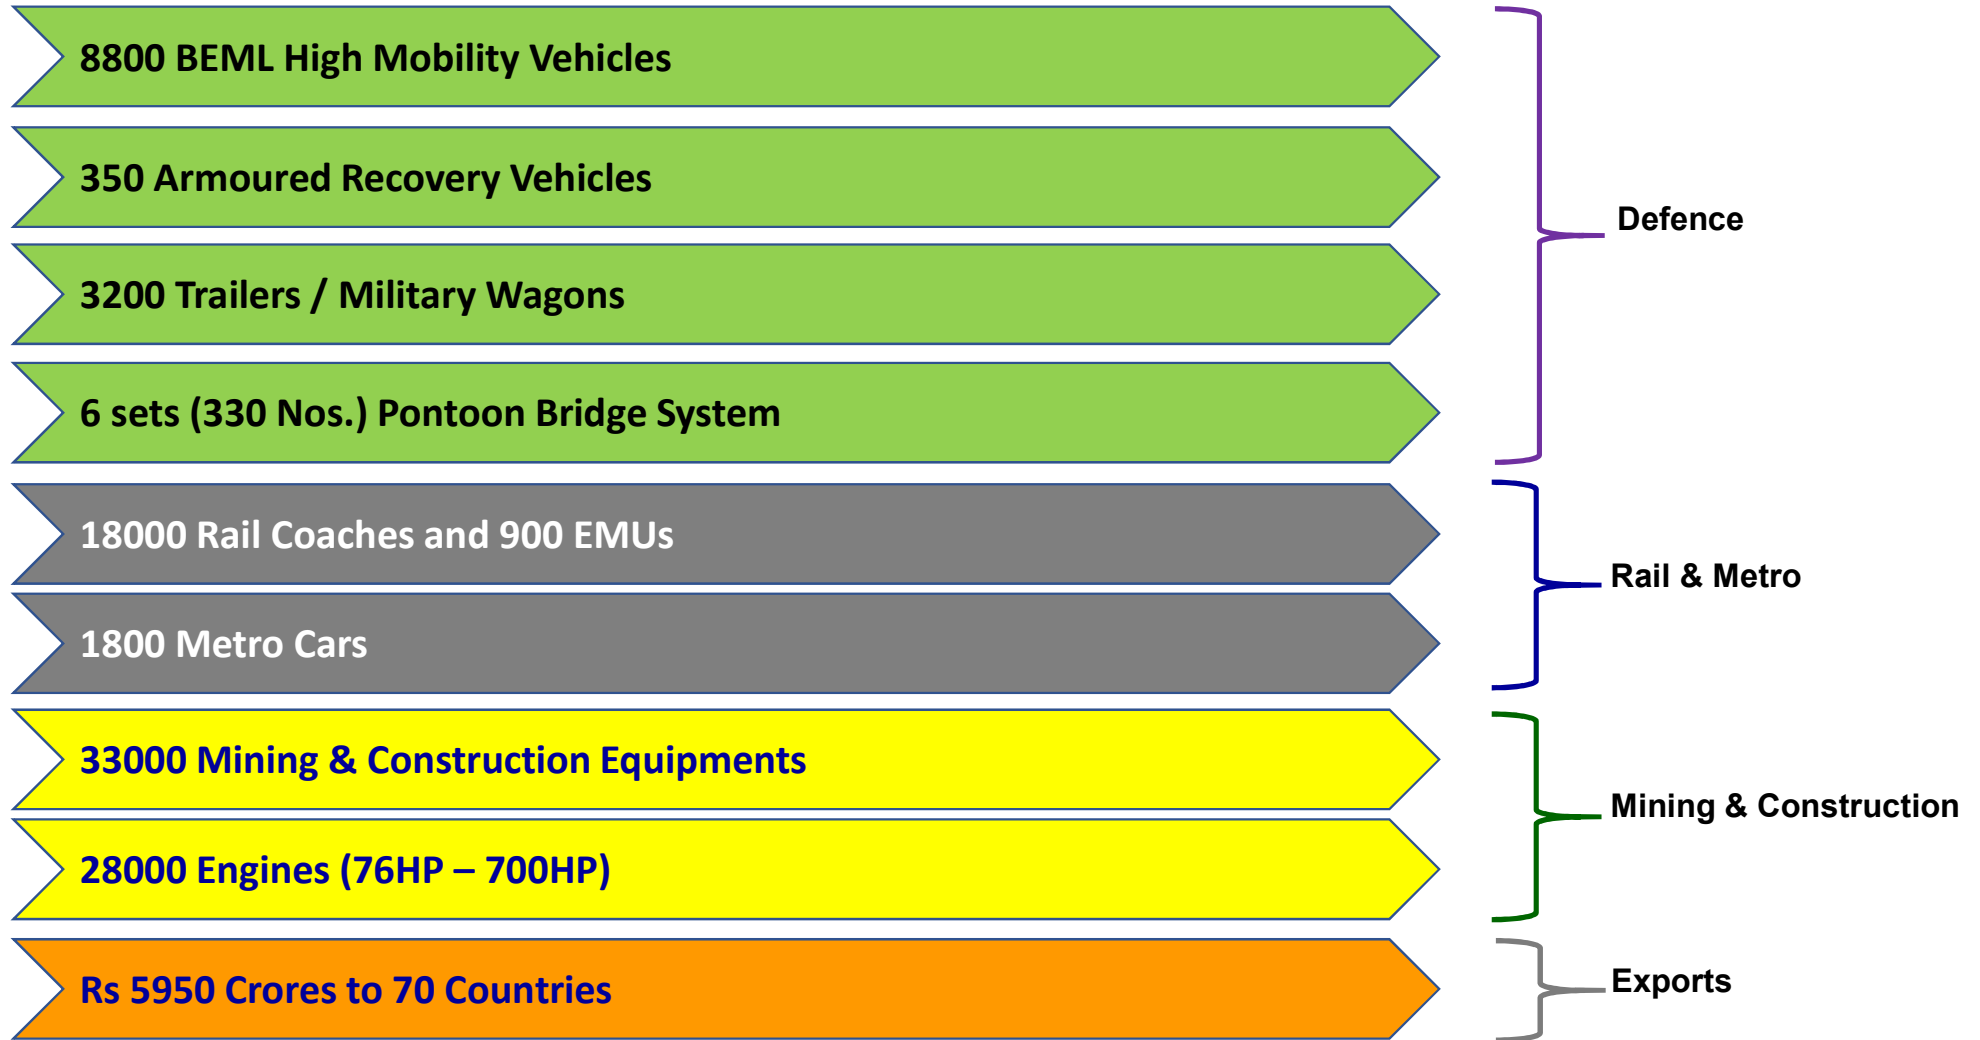 8800 BEML High Mobility Vehicles
350 Armoured Recovery Vehicles
3200 Trailers / Military Wagons
6 sets (330 Nos.) Pontoon Bridge System
Defence
18000 Rail Coaches and 900 EMUs
1800 Metro Cars
Rail & Metro
33000 Mining & Construction Equipments
28000 Engines (76HP – 700HP)
Mining & Construction
Rs 5950 Crores to 70 Countries
Exports